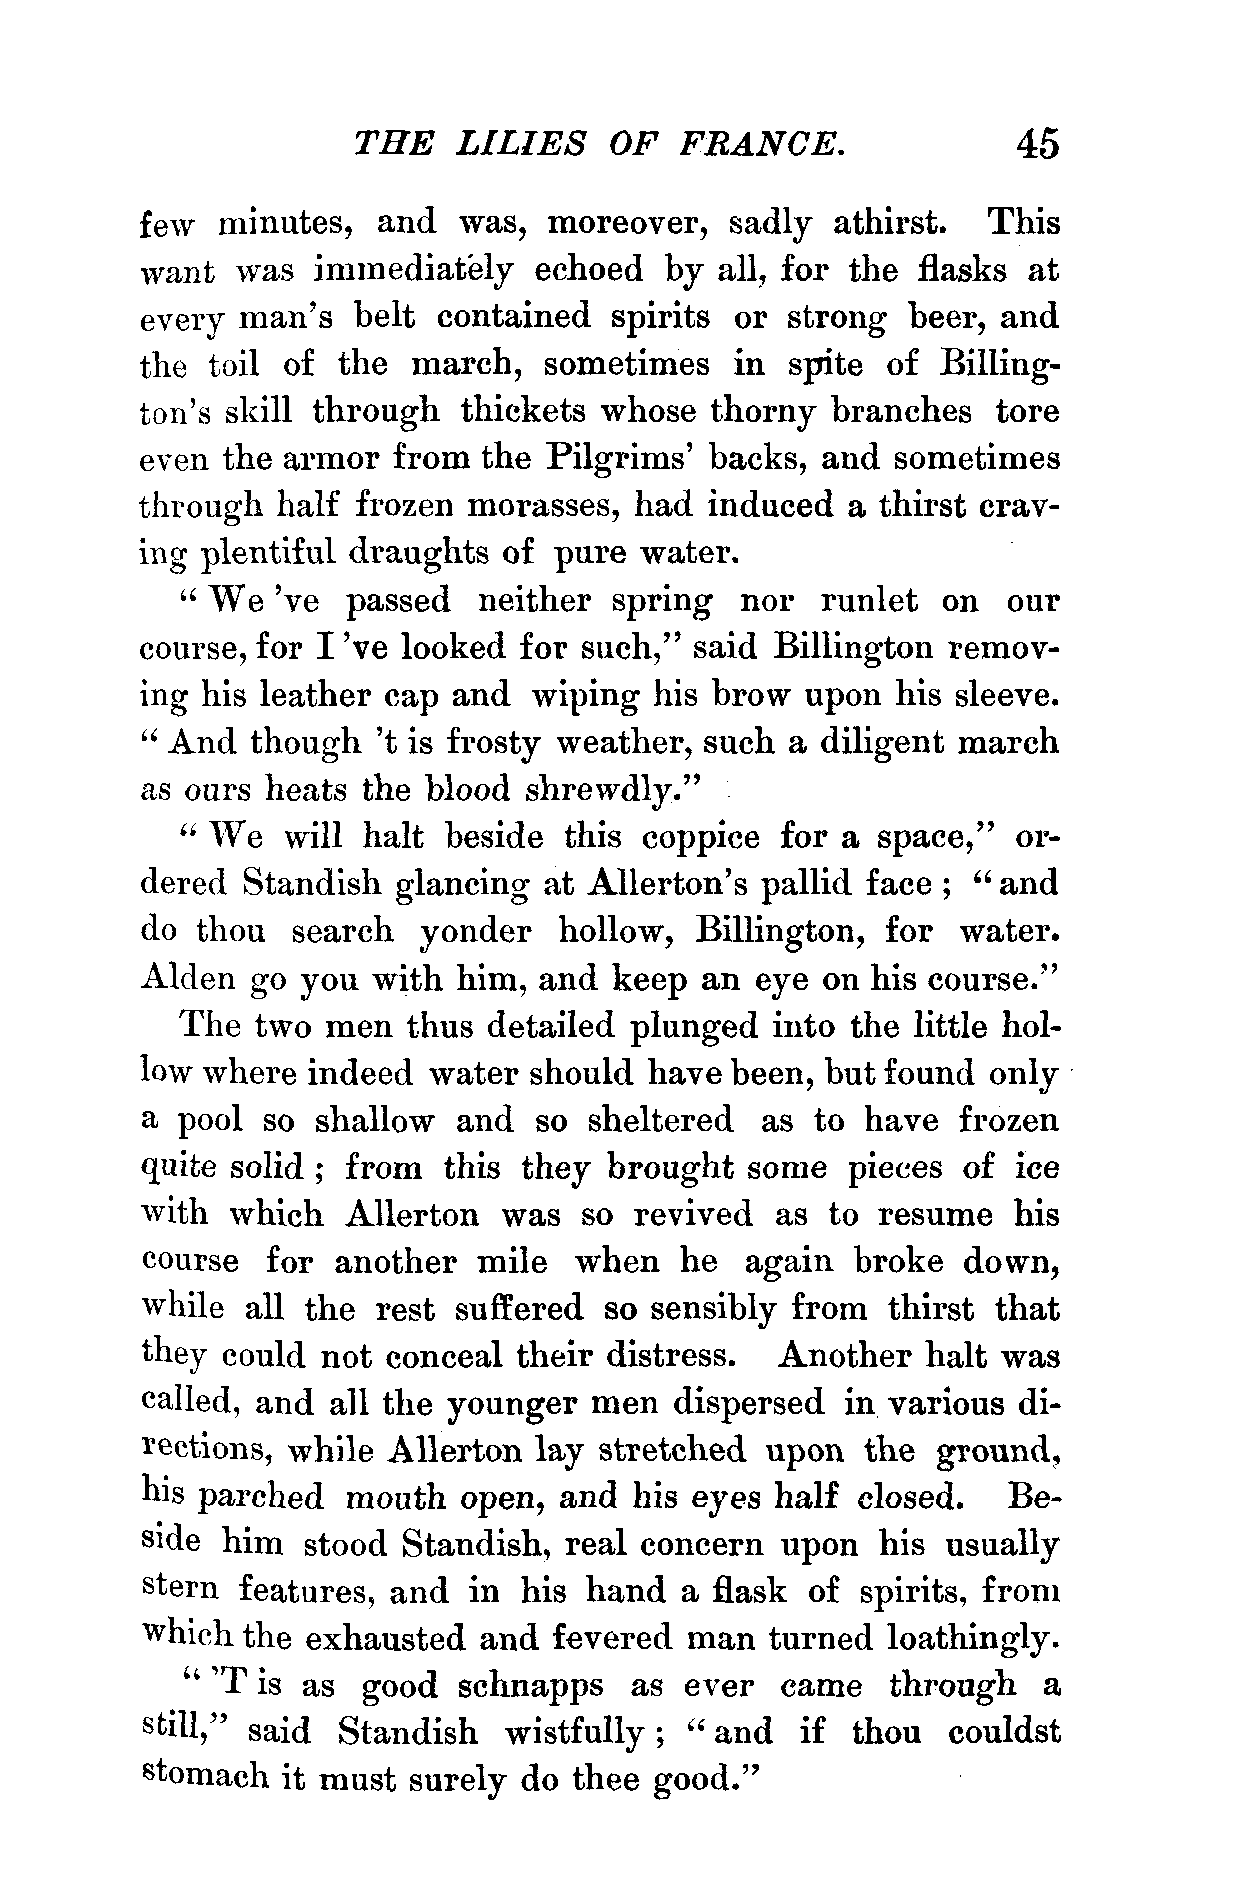 THE LILIES OF FRANCE. 45
few minutes, and was, moreover, sadly athirst. This
want was immediately echoed by all, for the flasks at
every man's belt contained spirits or strong beer, and
the toil of the march, sometimes in spite of Billing-
ton's skill through thickets whose thorny branches tore
even the armor from the Pilgrims' backs, and sometimes
through half frozen morasses, had induced a thirst crav-
ing plentiful draughts of pure water.
" We 've passed neither spring nor runlet on our
course, for I 've looked for such," said Billington remov-
ing his leather cap and wiping his brow upon his sleeve.
" And though 't is frosty weather, such a diligent march
as ours heats the blood shrewdly."
" We will halt beside this coppice for a space," or-
dered Standish glancing at Allerton's pallid face ; " and
do thou search yonder hollow, Billington, for water.
Alden go you with him, and keep an eye on his course."
The two men thus detailed plunged into the little hol-
low where indeed water should have been, but found only
a pool so shallow and so sheltered as to have frozen
quite solid ; from this they brought some pieces of ice
with which Allerton was so revived as to resume his
course for another mile when he again broke down,
while all the rest suffered so sensibly from thirst that
they could not conceal their distress. Another halt was
called, and all the younger men dispersed in various di-
rections, while Allerton lay stretched upon the ground,
his parched mouth open, and his eyes half closed. Be-
side him stood Standish, real concern upon his usually
stern features, and in his hand a flask of spirits, from
which the exhausted and fevered man turned loathingly.
" 'T is as good schnapps as ever came through a
still," said Standish wistfully ; " and if thou couldst
stomach it must surely do thee good."